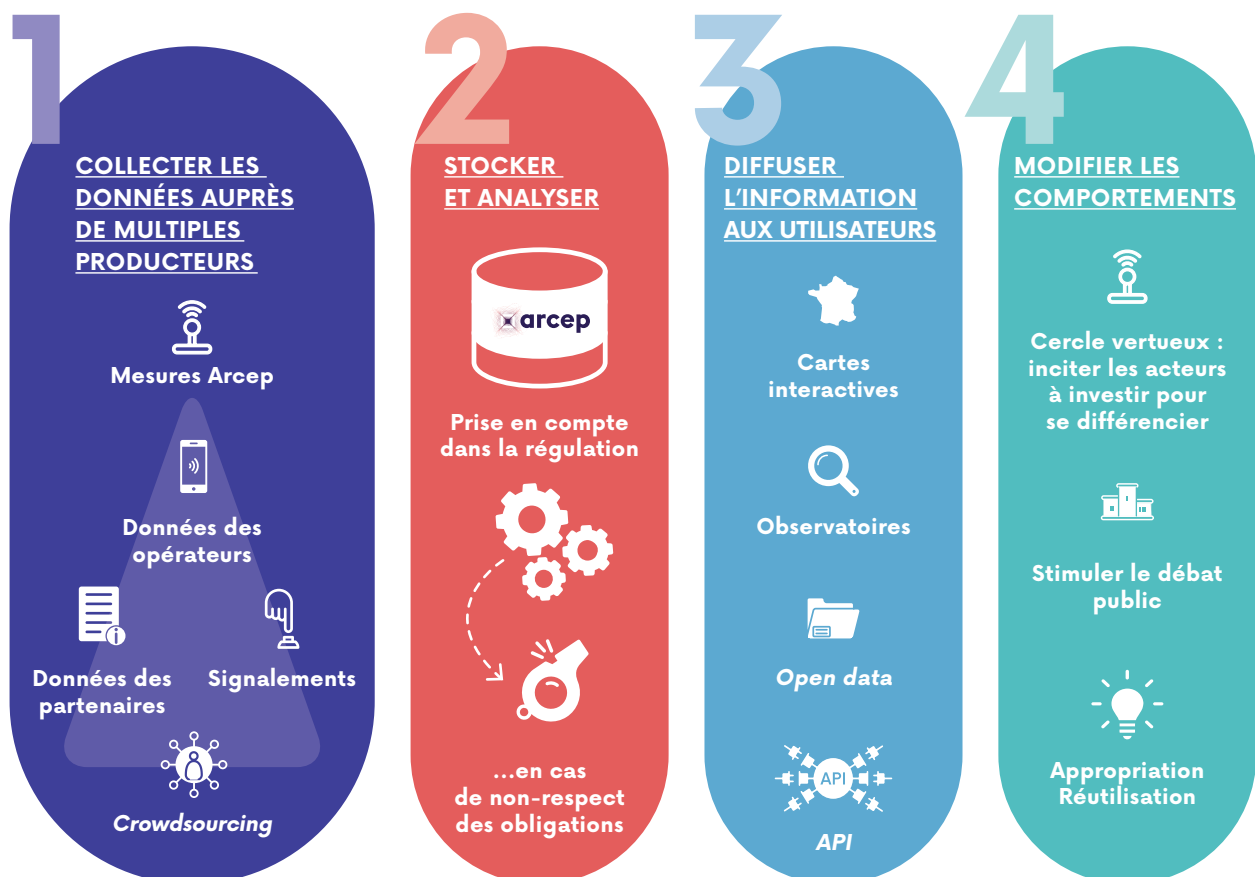 1
COLLECTER LES
DONNÉES AUPRÈS
DE MULTIPLES
PRODUCTEURS
Mesures Arcep
Données des
opérateurs
Données des
partenaires
Signalements
Crowdsourcing
2
STOCKER
ET ANALYSER
arcep
Prise en compte
dans la régulation
...en cas
de non-respect
des obligations
3
DIFFUSER
L'INFORMATION
AUX UTILISATEURS
Cartes
interactives
Observatoires
Open data
API
API
4
MODIFIER LES
COMPORTEMENTS
Cercle vertueux :
inciter les acteurs
à investir pour
se différencier
Stimuler le débat
public
Appropriation
Réutilisation